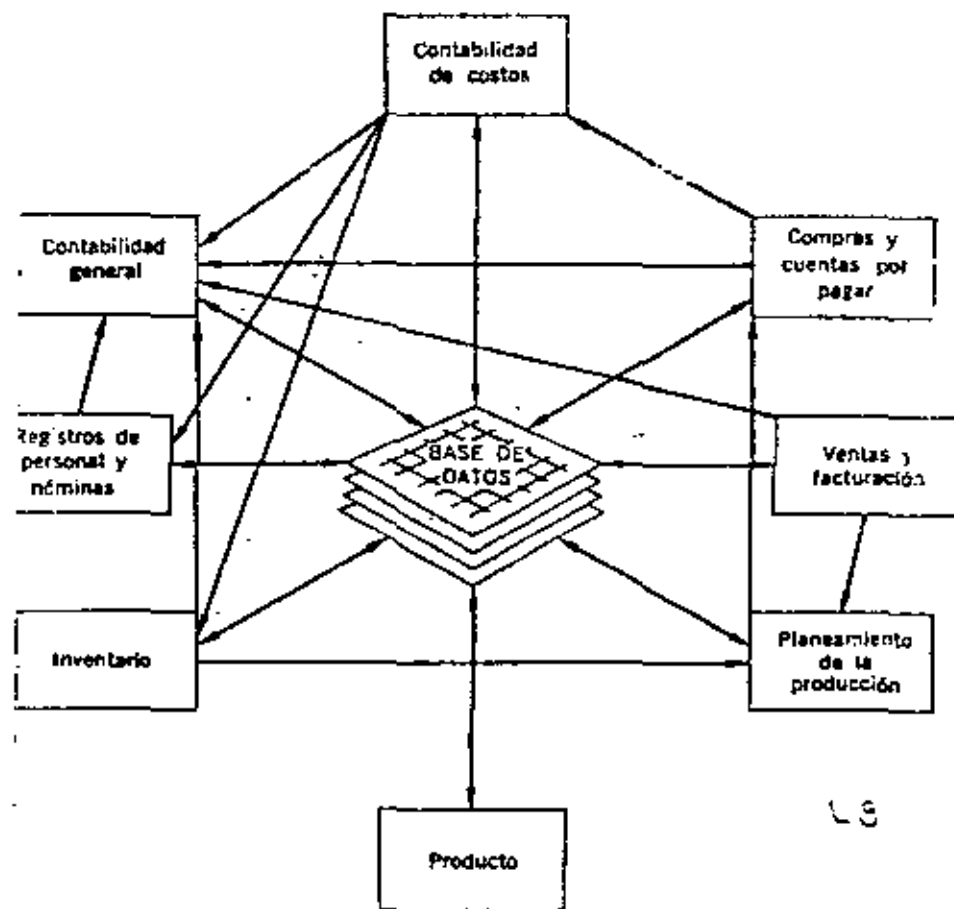 Contabilidad
de costos
Contabilidad
general
Compras y
cuentas por
pagar
Registros de
personal y
nóminas
BASE DE
DATOS
Ventas y
facturación
Inventario
Planeamiento
de la
producción
Producto